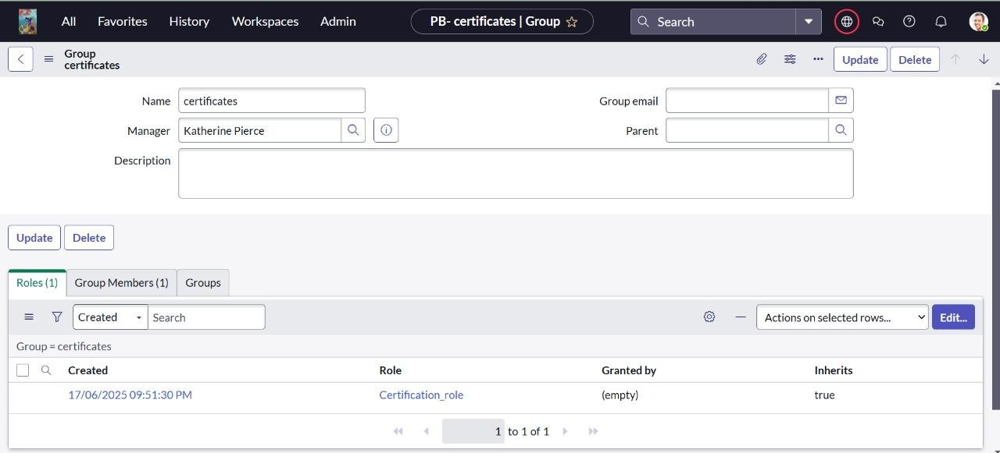 All Favorites History Workspaces Admin PB- certificates | Group Search
Group
certificates
Update Delete
Name certificates Group email
Manager Katherine Pierce Parent
Description
Update Delete
Roles (1) Group Members (1) Groups
Created Search Actions on selected rows... Edit...
Group = certificates
Created Role Granted by Inherits
17/06/2025 09:51:30 PM Certification_role (empty) true
1 to 1 of 1